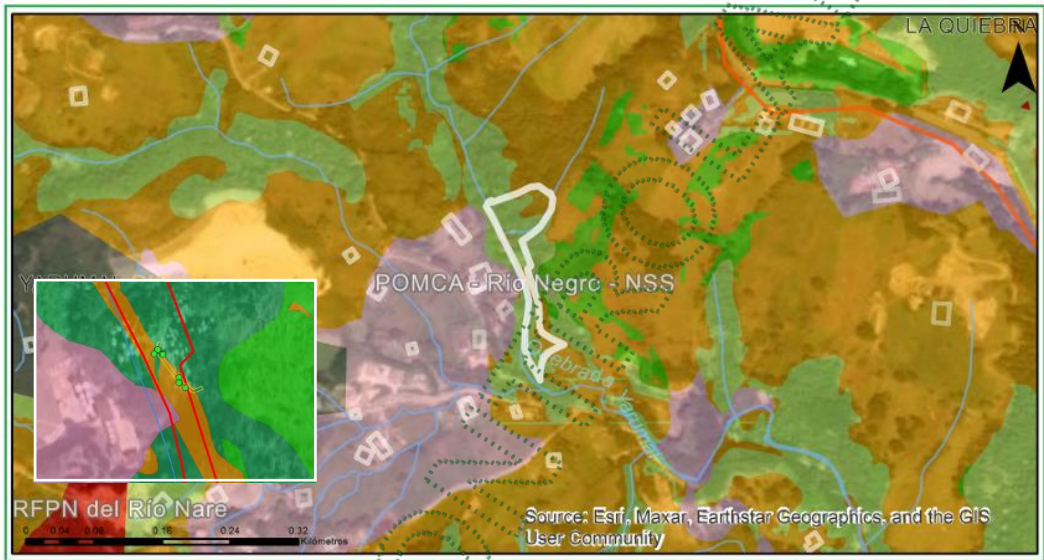 LA QUIEBRA
N
POMCA - Río Negro - NSS
Quebrada Yarumal
RFPN del Río Nare
0 0.04 0.08 0.16 0.24 0.32
Kilómetros
Source: Esri, Maxar, Earthstar Geographics, and the GIS
User Community